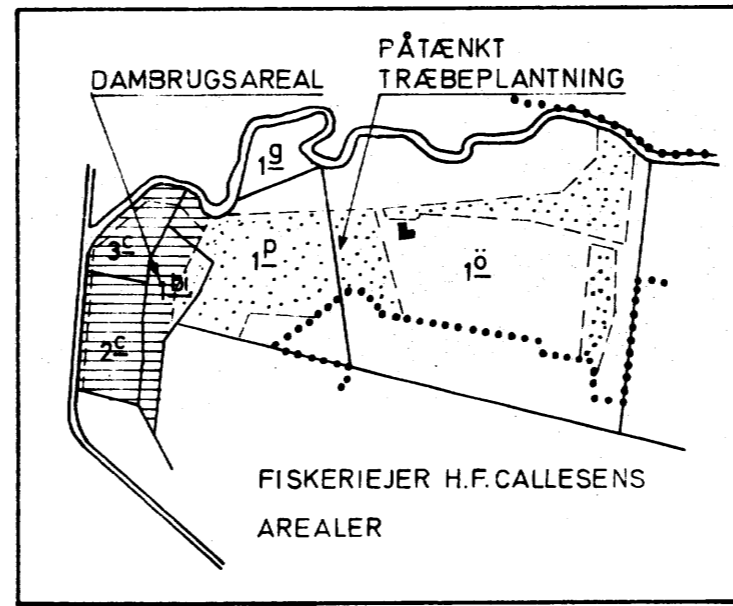 PÅTÆNKT
TRÆBEPLANTNING
DAMBRUGSAREAL
1g
3c
1p
1ö
2c
FISKERIEJER H.F.CALLESENS
AREALER